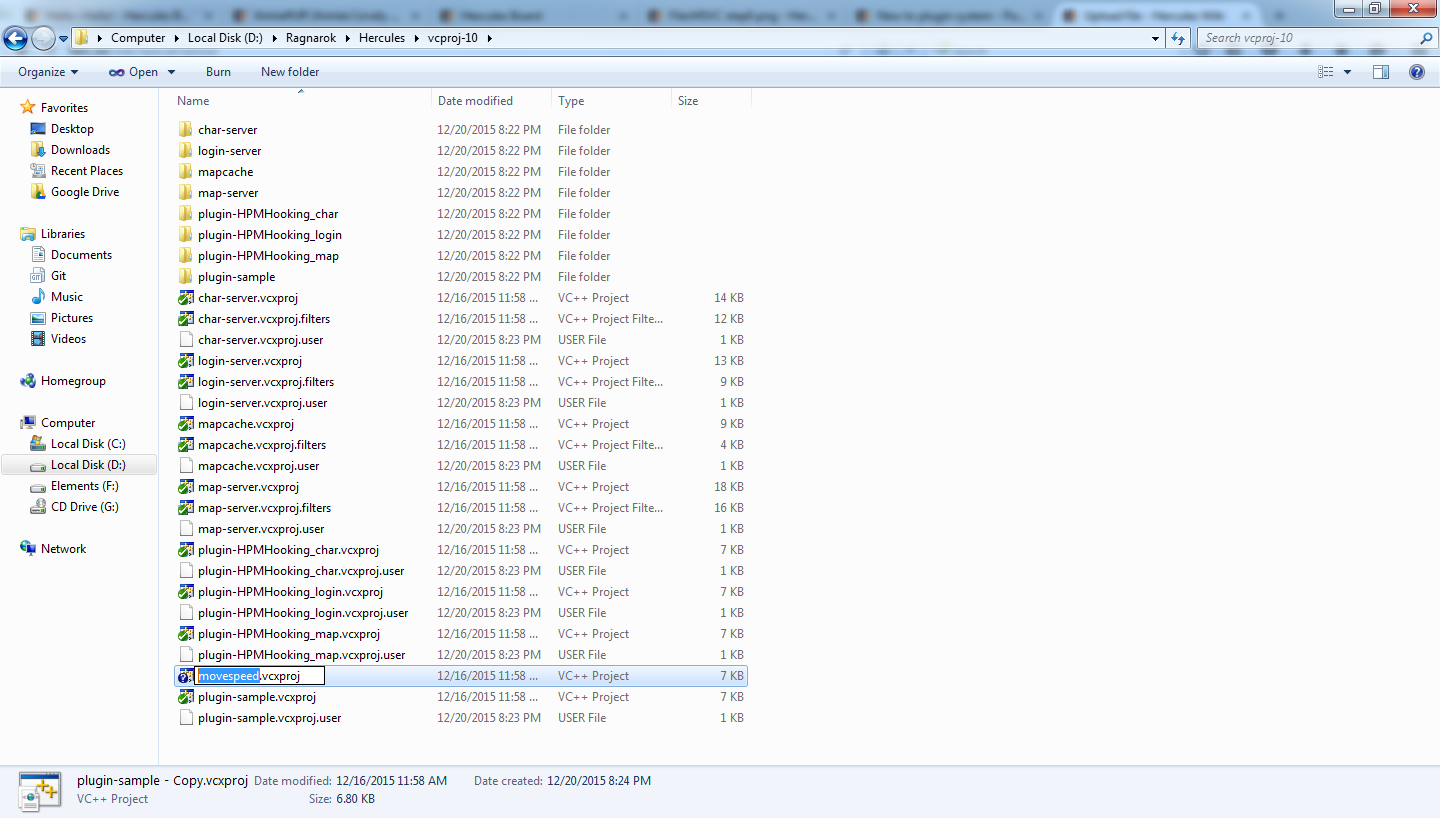 Computer Local Disk (D:) Ragnarok Hercules vcproj-10
Search vcproj-10
Organize Open Burn New folder
Name Date modified Type Size
Favorites
Desktop
Downloads
Recent Places
Google Drive
Libraries
Documents
Git
Music
Pictures
Videos
Homegroup
Computer
Local Disk (C:)
Local Disk (D:)
Elements (F:)
CD Drive (G:)
Network
char-server 12/20/2015 8:22 PM File folder
login-server 12/20/2015 8:22 PM File folder
mapcache 12/20/2015 8:22 PM File folder
map-server 12/20/2015 8:22 PM File folder
plugin-HPMHooking_char 12/20/2015 8:22 PM File folder
plugin-HPMHooking_login 12/20/2015 8:22 PM File folder
plugin-HPMHooking_map 12/20/2015 8:22 PM File folder
plugin-sample 12/20/2015 8:22 PM File folder
char-server.vcxproj 12/16/2015 11:58 ... VC++ Project 14 KB
char-server.vcxproj.filters 12/16/2015 11:58 ... VC++ Project Filte... 12 KB
char-server.vcxproj.user 12/20/2015 8:23 PM USER File 1 KB
login-server.vcxproj 12/16/2015 11:58 ... VC++ Project 13 KB
login-server.vcxproj.filters 12/16/2015 11:58 ... VC++ Project Filte... 9 KB
login-server.vcxproj.user 12/20/2015 8:23 PM USER File 1 KB
mapcache.vcxproj 12/16/2015 11:58 ... VC++ Project 9 KB
mapcache.vcxproj.filters 12/16/2015 11:58 ... VC++ Project Filte... 4 KB
mapcache.vcxproj.user 12/20/2015 8:23 PM USER File 1 KB
map-server.vcxproj 12/16/2015 11:58 ... VC++ Project 18 KB
map-server.vcxproj.filters 12/16/2015 11:58 ... VC++ Project Filte... 16 KB
map-server.vcxproj.user 12/20/2015 8:23 PM USER File 1 KB
plugin-HPMHooking_char.vcxproj 12/16/2015 11:58 ... VC++ Project 7 KB
plugin-HPMHooking_char.vcxproj.user 12/20/2015 8:23 PM USER File 1 KB
plugin-HPMHooking_login.vcxproj 12/16/2015 11:58 ... VC++ Project 7 KB
plugin-HPMHooking_login.vcxproj.user 12/20/2015 8:23 PM USER File 1 KB
plugin-HPMHooking_map.vcxproj 12/16/2015 11:58 ... VC++ Project 7 KB
plugin-HPMHooking_map.vcxproj.user 12/20/2015 8:23 PM USER File 1 KB
movespeed.vcxproj 12/16/2015 11:58 ... VC++ Project 7 KB
plugin-sample.vcxproj 12/16/2015 11:58 ... VC++ Project 7 KB
plugin-sample.vcxproj.user 12/20/2015 8:23 PM USER File 1 KB
plugin-sample - Copy.vcxproj Date modified: 12/16/2015 11:58 AM Date created: 12/20/2015 8:24 PM
VC++ Project Size: 6.80 KB